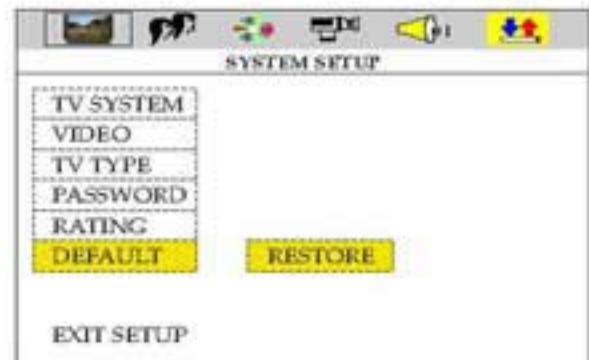 SYSTEM SETUP
TV SYSTEM
VIDEO
TV TYPE
PASSWORD
RATING
DEFAULT RESTORE
EXIT SETUP